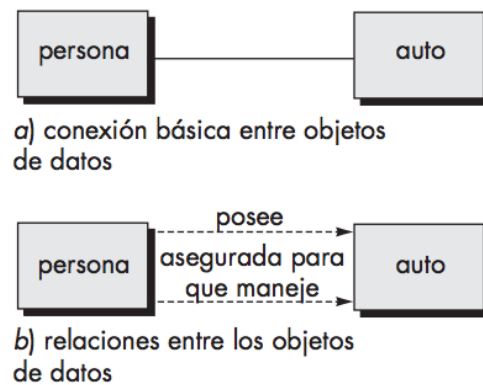 persona
auto
a) conexión básica entre objetos
de datos
posee
persona
asegurada para
que maneje
auto
b) relaciones entre los objetos
de datos